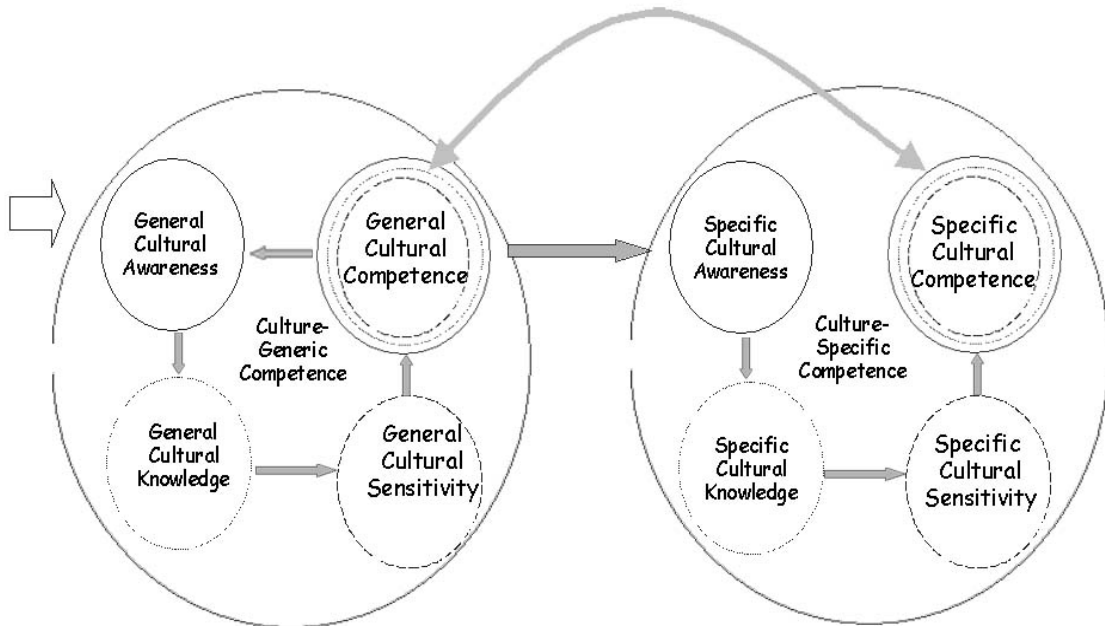 General
Cultural
Awareness
General
Cultural
Competence
Culture-
Generic
Competence
General
Cultural
Knowledge
General
Cultural
Sensitivity
Specific
Cultural
Awareness
Specific
Cultural
Competence
Culture-
Specific
Competence
Specific
Cultural
Knowledge
Specific
Cultural
Sensitivity